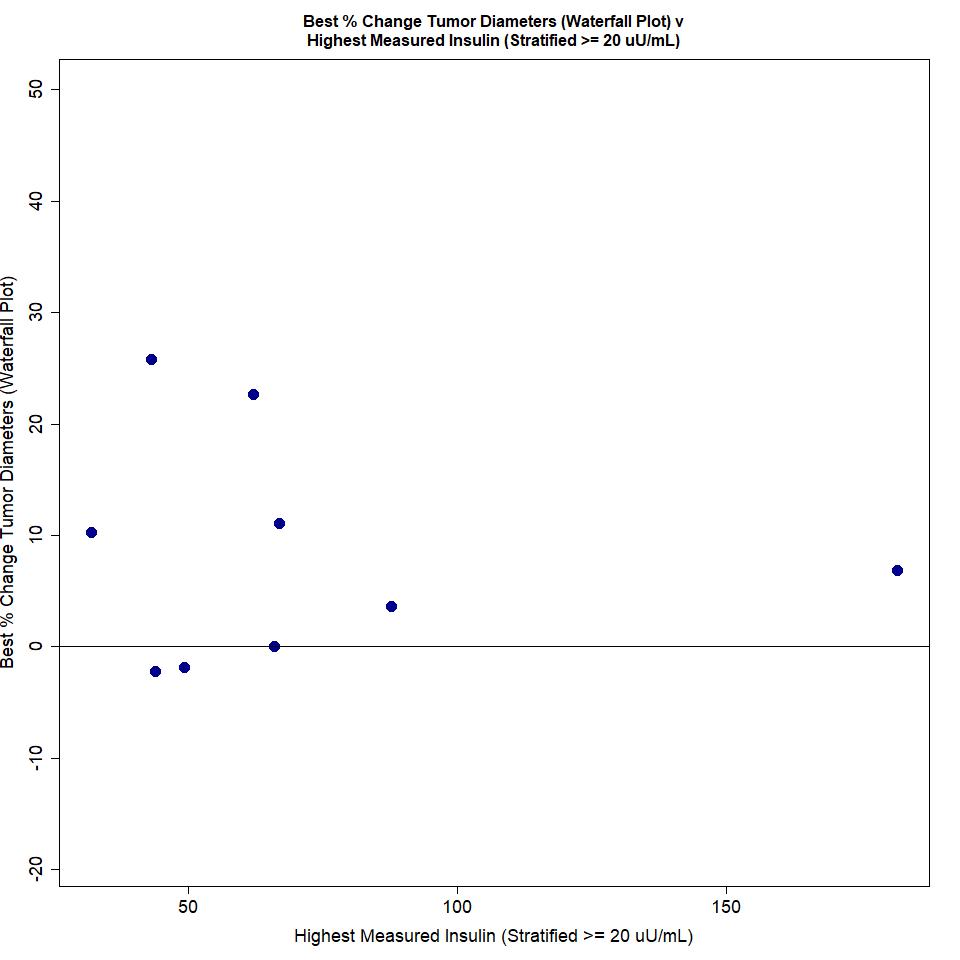 Best % Change Tumor Diameters (Waterfall Plot) v
Highest Measured Insulin (Stratified >= 20 uU/mL)
Best % Change Tumor Diameters (Waterfall Plot)
50
40
30
20
10
0
-10
-20
50
100
150
Highest Measured Insulin (Stratified >= 20 uU/mL)